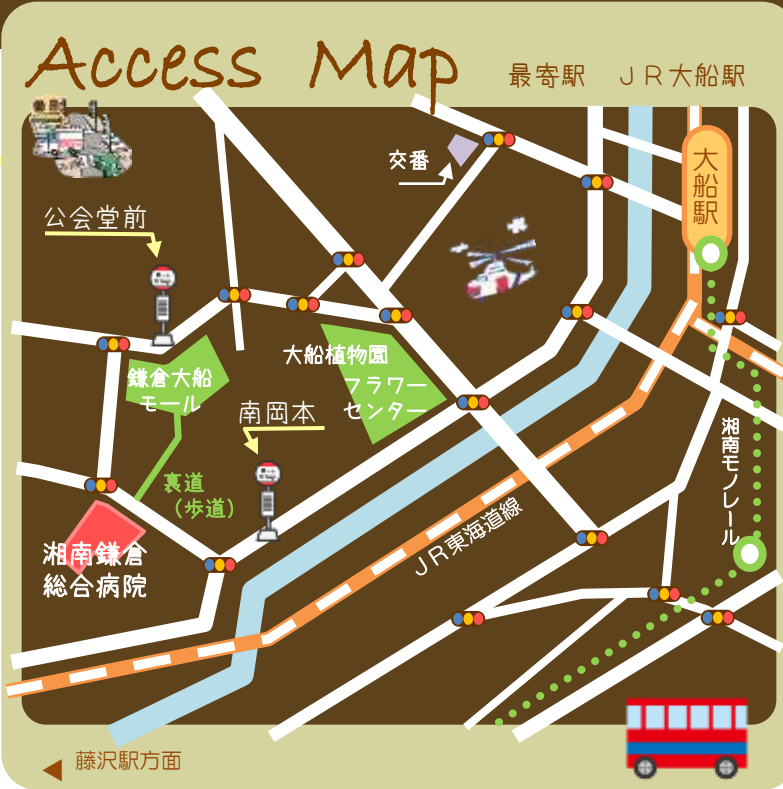 Access Map
最寄駅　ＪＲ大船駅
交番
大船駅
公会堂前
大船植物園
フラワー
センター
鎌倉大船
モール
南岡本
裏道
（歩道）
湘南鎌倉
総合病院
ＪＲ東海道線
湘南モノレール
藤沢駅方面